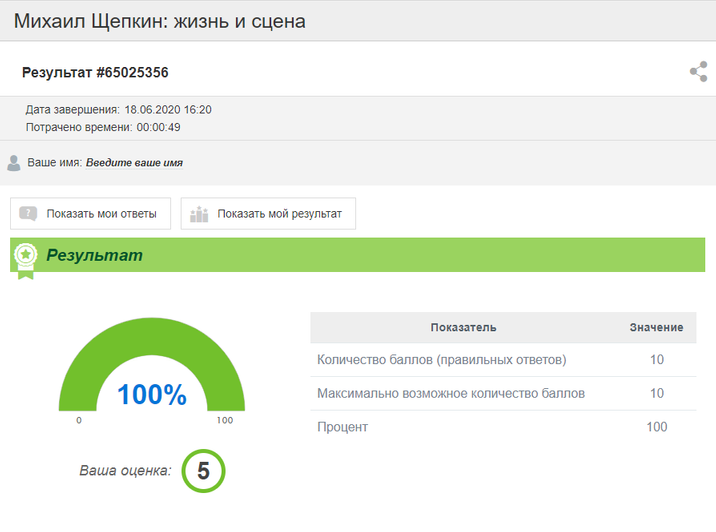 Михаил Щепкин: жизнь и сцена
Результат #65025356
Дата завершения: 18.06.2020 16:20
Потрачено времени: 00:00:49
Ваше имя: Введите ваше имя
Показать мои ответы
Показать мой результат
Результат
100%
0 100
Ваша оценка: 5
Показатель Значение
Количество баллов (правильных ответов) 10
Максимально возможное количество баллов 10
Процент 100